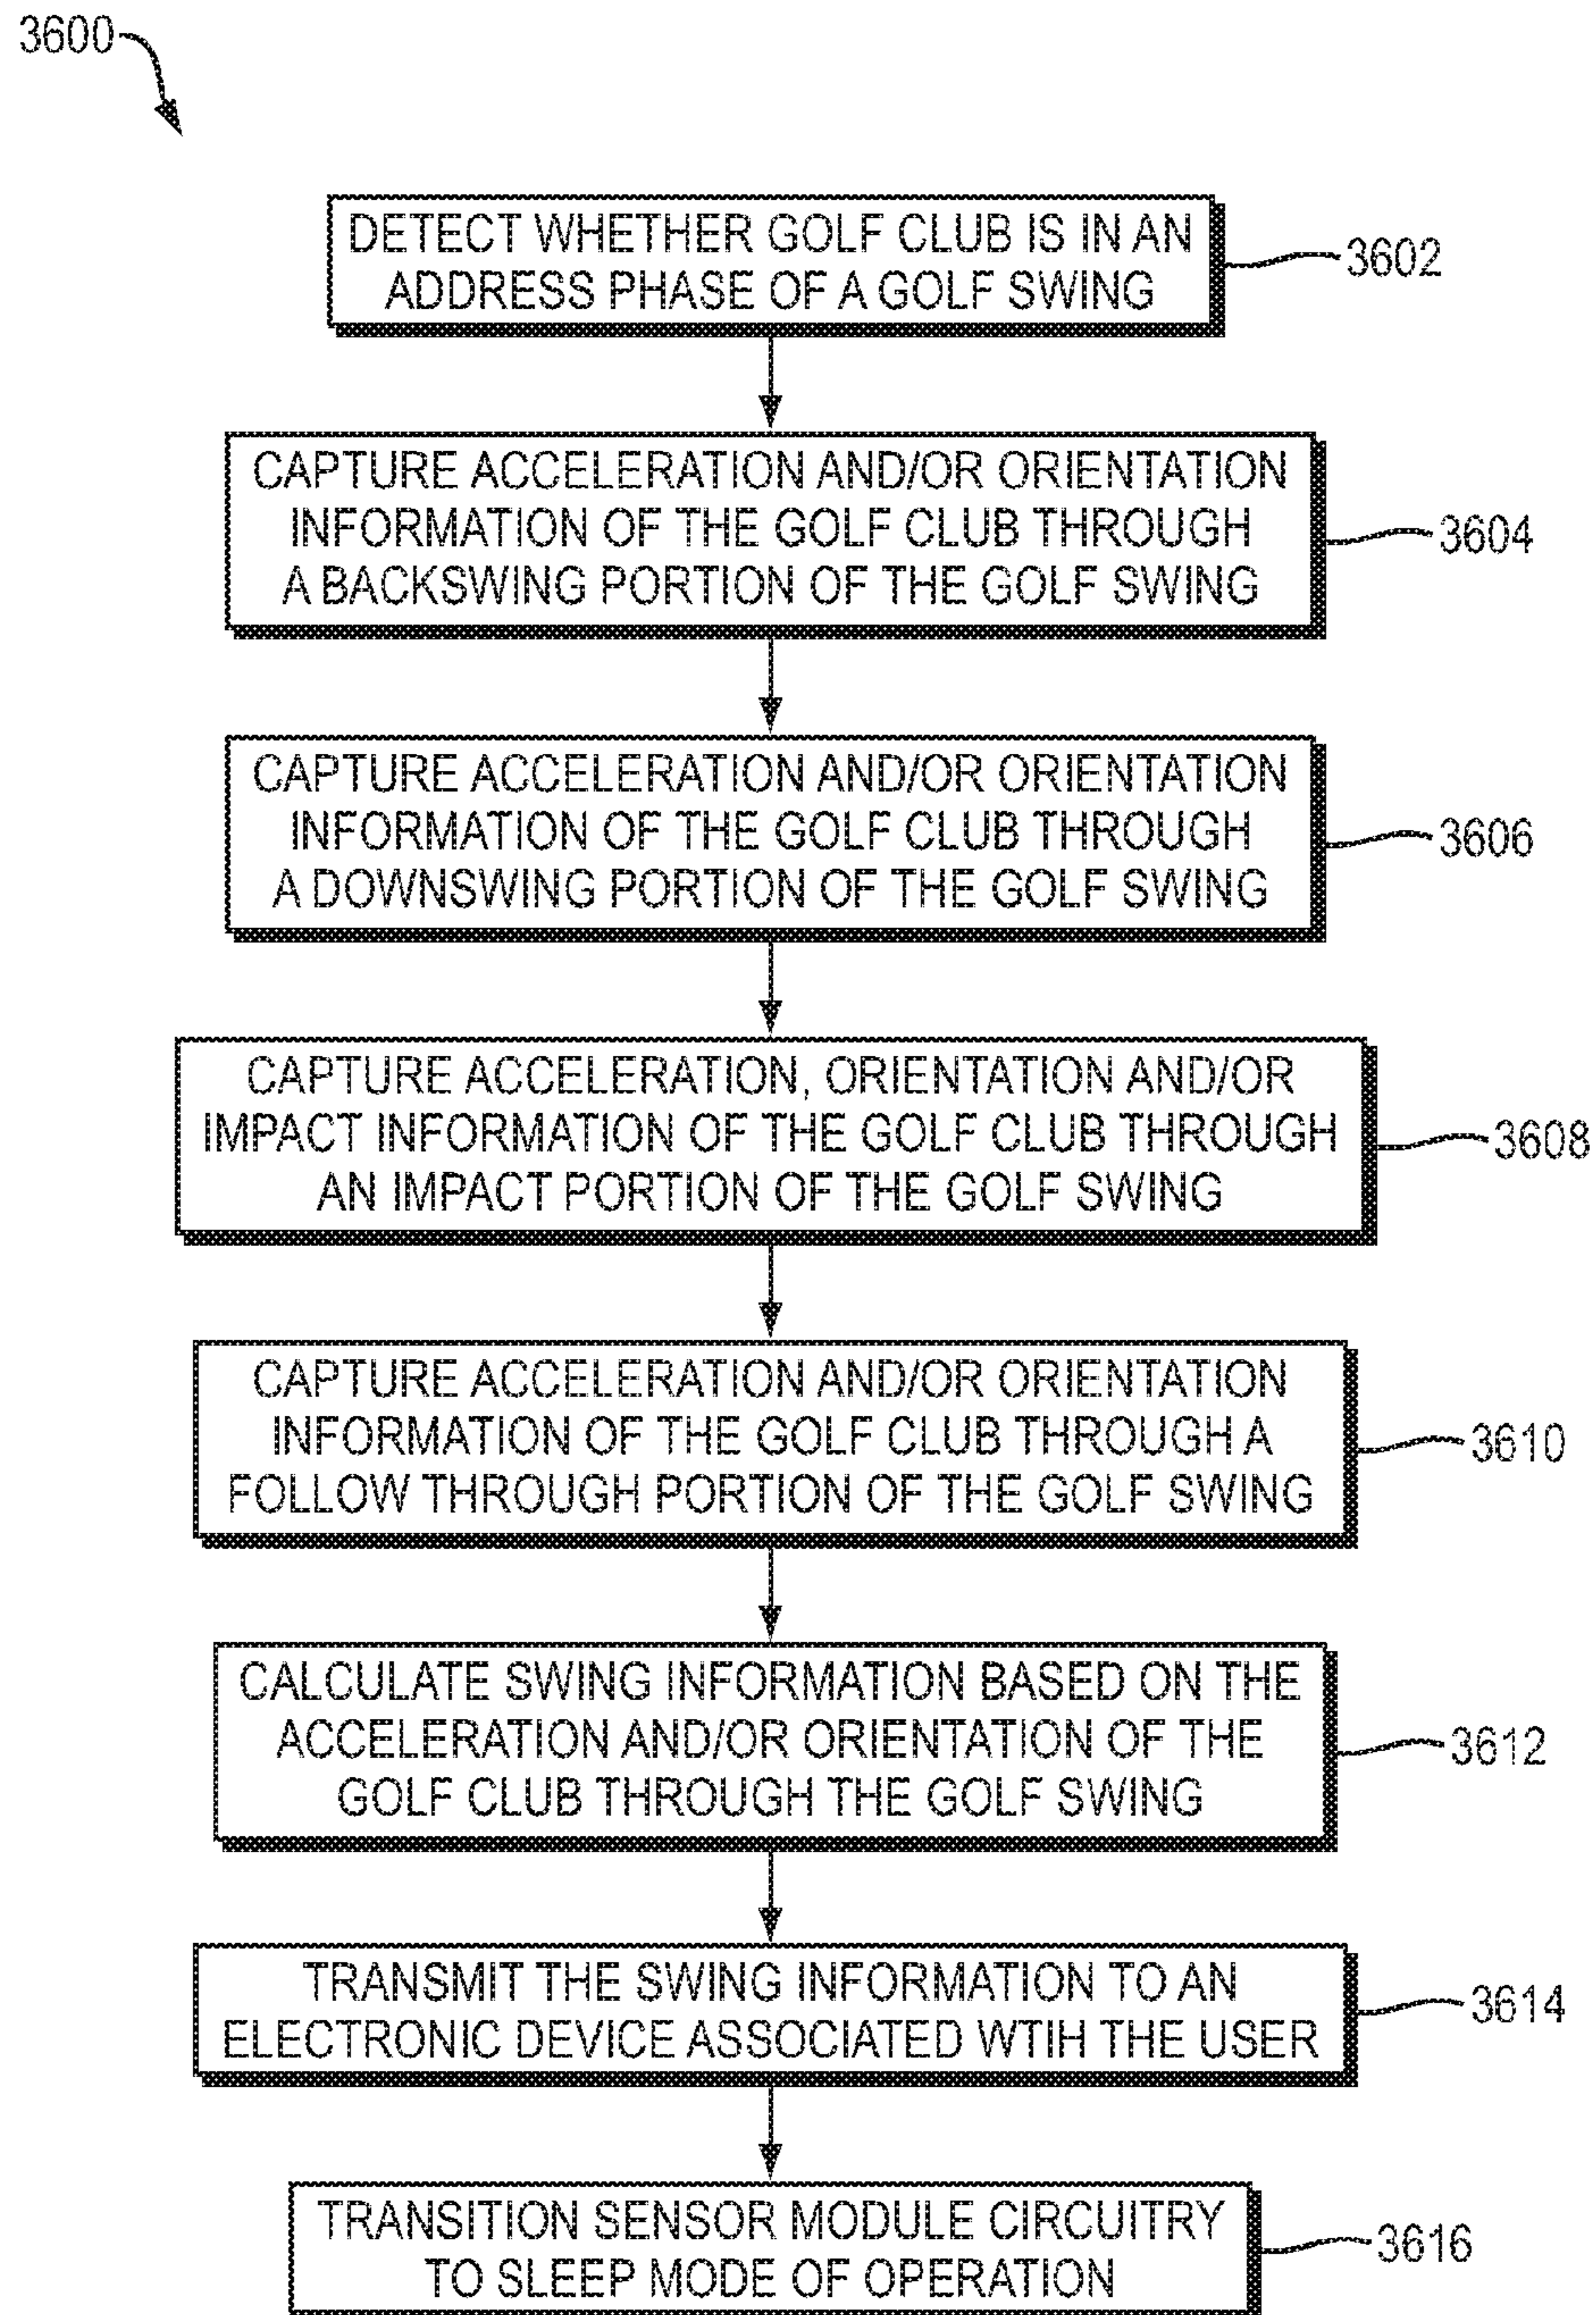 3600
DETECT WHETHER GOLF CLUB IS IN AN
ADDRESS PHASE OF A GOLF SWING
3602
CAPTURE ACCELERATION AND/OR ORIENTATION
INFORMATION OF THE GOLF CLUB THROUGH
A BACKSWING PORTION OF THE GOLF SWING
3604
CAPTURE ACCELERATION AND/OR ORIENTATION
INFORMATION OF THE GOLF CLUB THROUGH
A DOWNSWING PORTION OF THE GOLF SWING
3606
CAPTURE ACCELERATION, ORIENTATION AND/OR
IMPACT INFORMATION OF THE GOLF CLUB THROUGH
AN IMPACT PORTION OF THE GOLF SWING
3608
CAPTURE ACCELERATION AND/OR ORIENTATION
INFORMATION OF THE GOLF CLUB THROUGH A
FOLLOW THROUGH PORTION OF THE GOLF SWING
3610
CALCULATE SWING INFORMATION BASED ON THE
ACCELERATION AND/OR ORIENTATION OF THE
GOLF CLUB THROUGH THE GOLF SWING
3612
TRANSMIT THE SWING INFORMATION TO AN
ELECTRONIC DEVICE ASSOCIATED WTIH THE USER
3614
TRANSITION SENSOR MODULE CIRCUITRY
TO SLEEP MODE OF OPERATION
3616